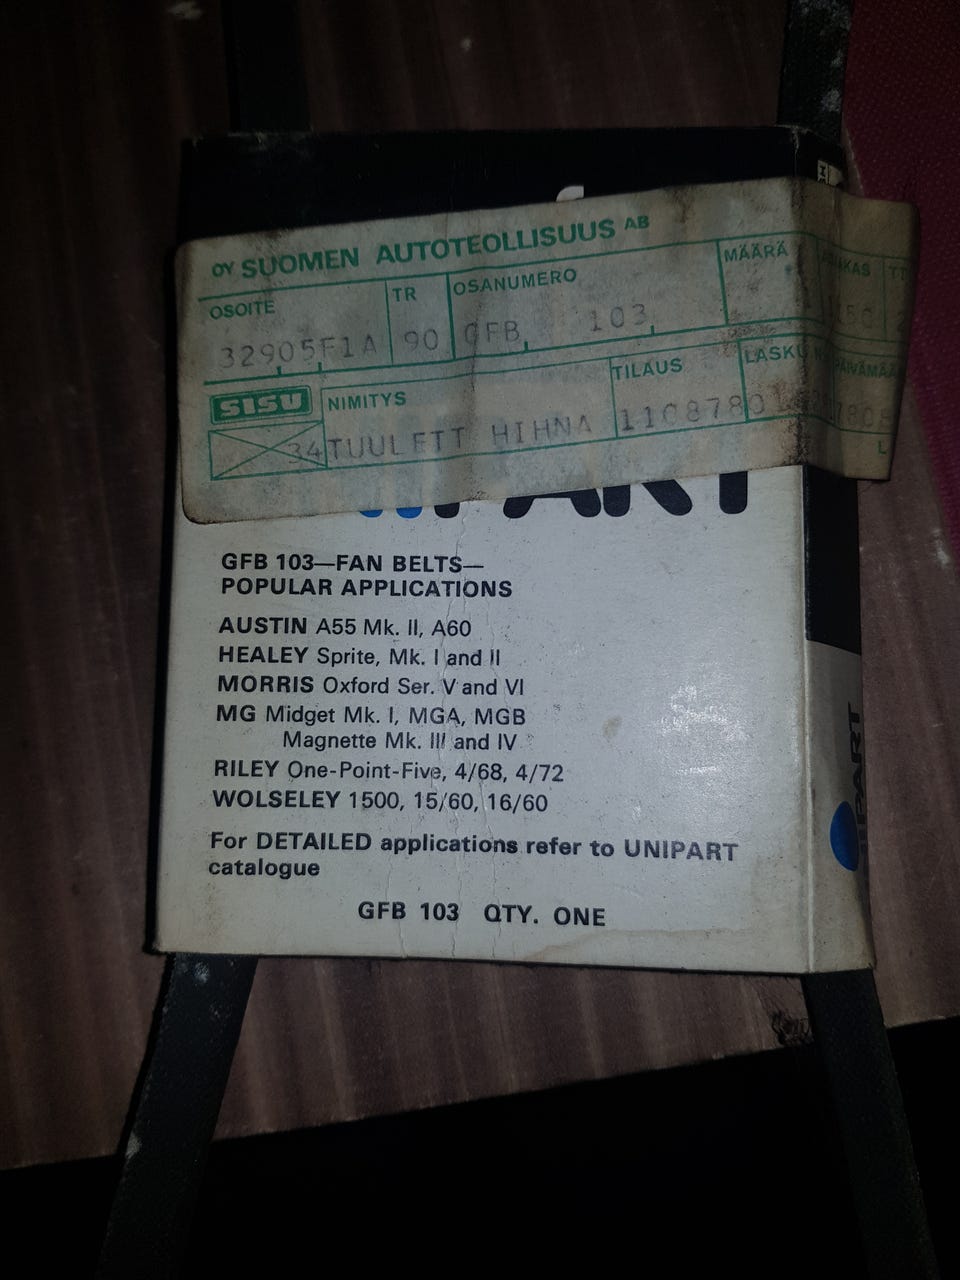 OY SUOMEN AUTOTEOLLISUUS AB
OSOITE TR OSANUMERO MÄÄRÄ
32905F1A 90 GFB 103
SISU NIMITYS TILAUS LASKU
34 TUULETT HIHNA 1108780
L
GFB 103—FAN BELTS—
POPULAR APPLICATIONS
AUSTIN A55 Mk. II, A60
HEALEY Sprite, Mk. I and II
MORRIS Oxford Ser. V and VI
MG Midget Mk. I, MGA, MGB
Magnette Mk. III and IV
RILEY One-Point-Five, 4/68, 4/72
WOLSELEY 1500, 15/60, 16/60
For DETAILED applications refer to UNIPART
catalogue
GFB 103 QTY. ONE